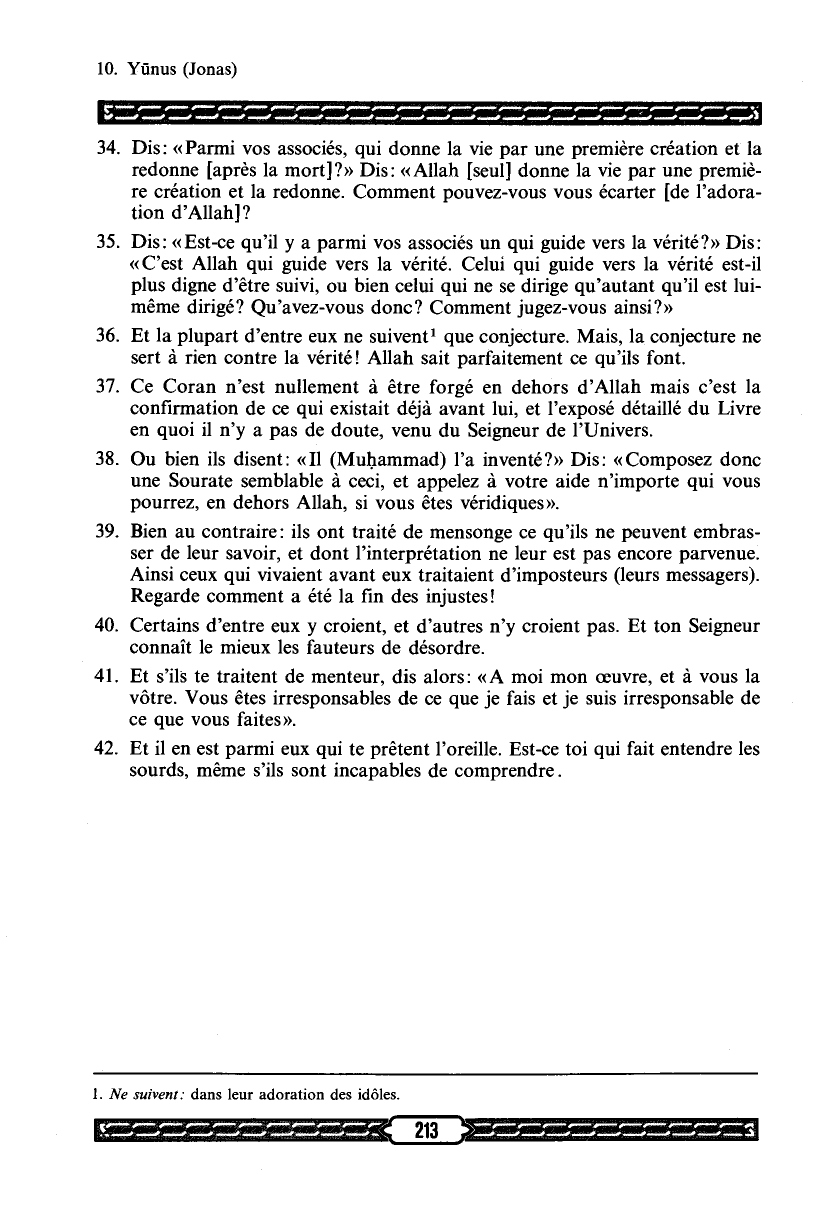 10. Yūnus (Jonas)
34. Dis: «Parmi vos associés, qui donne la vie par une première création et la
redonne [après la mort]?» Dis: «Allah [seul] donne la vie par une premiè-
re création et la redonne. Comment pouvez-vous vous écarter [de l'adora-
tion d'Allah]?
35. Dis: «Est-ce qu'il y a parmi vos associés un qui guide vers la vérité?» Dis:
«C'est Allah qui guide vers la vérité. Celui qui guide vers la vérité est-il
plus digne d'être suivi, ou bien celui qui ne se dirige qu'autant qu'il est lui-
même dirigé? Qu'avez-vous donc? Comment jugez-vous ainsi?»
36. Et la plupart d'entre eux ne suivent¹ que conjecture. Mais, la conjecture ne
sert à rien contre la vérité! Allah sait parfaitement ce qu'ils font.
37. Ce Coran n'est nullement à être forgé en dehors d'Allah mais c'est la
confirmation de ce qui existait déjà avant lui, et l'exposé détaillé du Livre
en quoi il n'y a pas de doute, venu du Seigneur de l'Univers.
38. Ou bien ils disent: «Il (Muḥammad) l'a inventé?» Dis: «Composez donc
une Sourate semblable à ceci, et appelez à votre aide n'importe qui vous
pourrez, en dehors Allah, si vous êtes véridiques».
39. Bien au contraire: ils ont traité de mensonge ce qu'ils ne peuvent embras-
ser de leur savoir, et dont l'interprétation ne leur est pas encore parvenue.
Ainsi ceux qui vivaient avant eux traitaient d'imposteurs (leurs messagers).
Regarde comment a été la fin des injustes!
40. Certains d'entre eux y croient, et d'autres n'y croient pas. Et ton Seigneur
connaît le mieux les fauteurs de désordre.
41. Et s'ils te traitent de menteur, dis alors: «A moi mon œuvre, et à vous la
vôtre. Vous êtes irresponsables de ce que je fais et je suis irresponsable de
ce que vous faites».
42. Et il en est parmi eux qui te prêtent l'oreille. Est-ce toi qui fait entendre les
sourds, même s'ils sont incapables de comprendre.
1. Ne suivent: dans leur adoration des idôles.
213